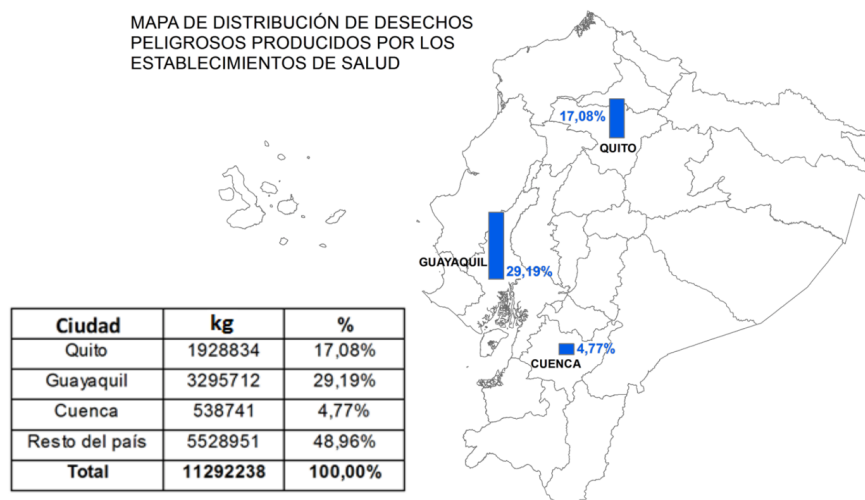 MAPA DE DISTRIBUCIÓN DE DESECHOS
PELIGROSOS PRODUCIDOS POR LOS
ESTABLECIMIENTOS DE SALUD
17,08%
QUITO
GUAYAQUIL
29,19%
4,77%
CUENCA
Ciudad kg %
Quito 1928834 17,08%
Guayaquil 3295712 29,19%
Cuenca 538741 4,77%
Resto del país 5528951 48,96%
Total 11292238 100,00%